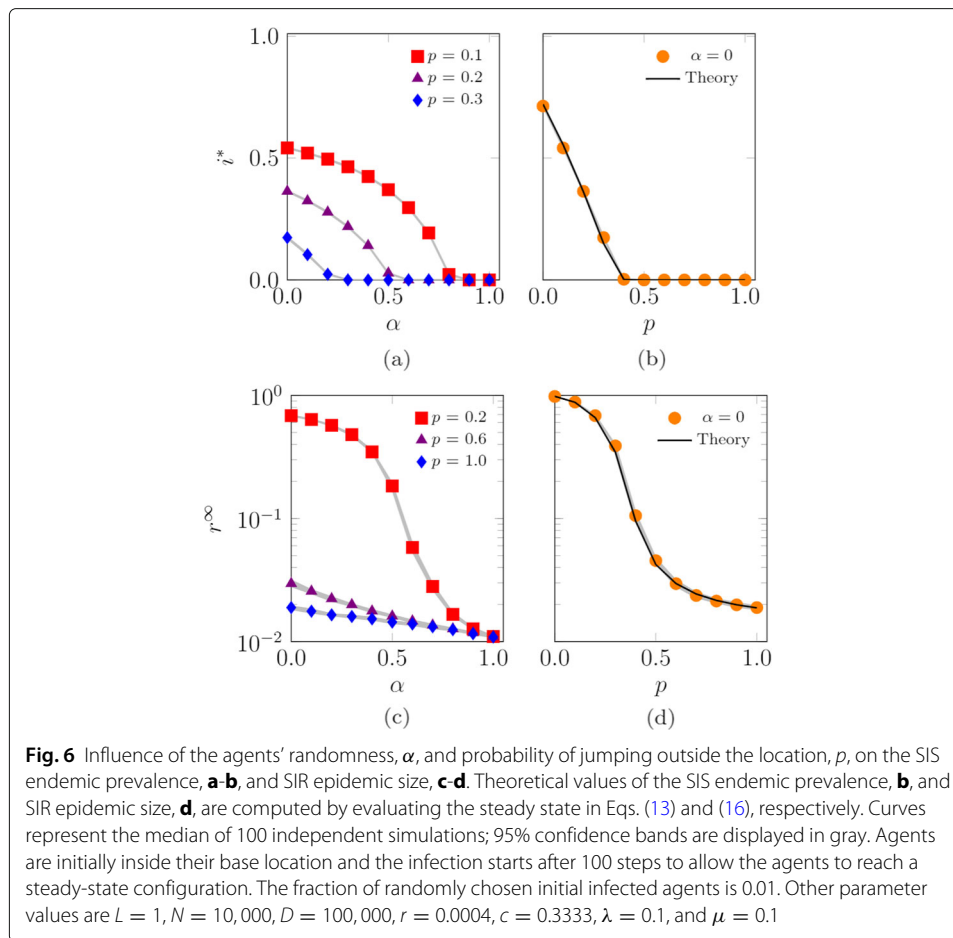 1.0
0.5
0.0
i*
p = 0.1
p = 0.2
p = 0.3
0.0 0.5 1.0
α
(a)
α = 0
Theory
0.0 0.5 1.0
p
(b)
10⁰
10⁻¹
10⁻²
r∞
p = 0.2
p = 0.6
p = 1.0
0.0 0.5 1.0
α
(c)
α = 0
Theory
0.0 0.5 1.0
p
(d)
Fig. 6 Influence of the agents' randomness, α, and probability of jumping outside the location, p, on the SIS
endemic prevalence, a-b, and SIR epidemic size, c-d. Theoretical values of the SIS endemic prevalence, b, and
SIR epidemic size, d, are computed by evaluating the steady state in Eqs. (13) and (16), respectively. Curves
represent the median of 100 independent simulations; 95% confidence bands are displayed in gray. Agents
are initially inside their base location and the infection starts after 100 steps to allow the agents to reach a
steady-state configuration. The fraction of randomly chosen initial infected agents is 0.01. Other parameter
values are L = 1, N = 10, 000, D = 100, 000, r = 0.0004, c = 0.3333, λ = 0.1, and μ = 0.1